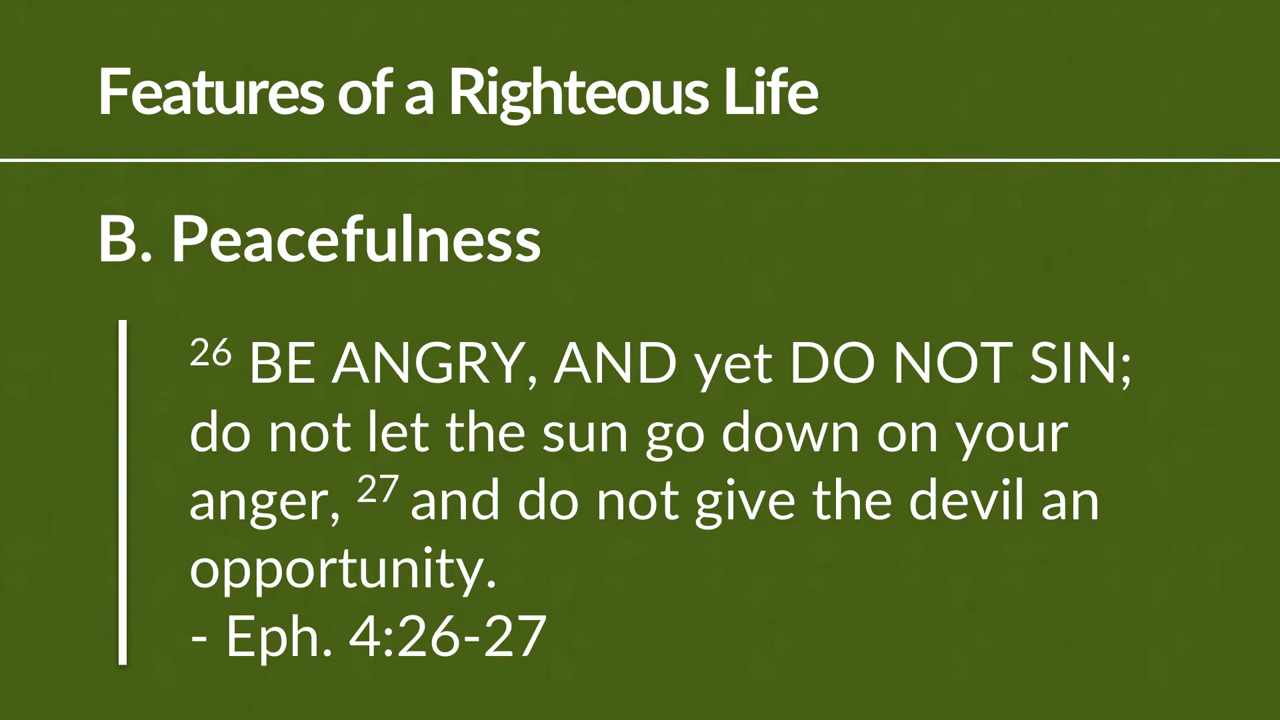 Features of a Righteous Life
B. Peacefulness
26 BE ANGRY, AND yet DO NOT SIN;
do not let the sun go down on your
anger, 27 and do not give the devil an
opportunity.
- Eph. 4:26-27